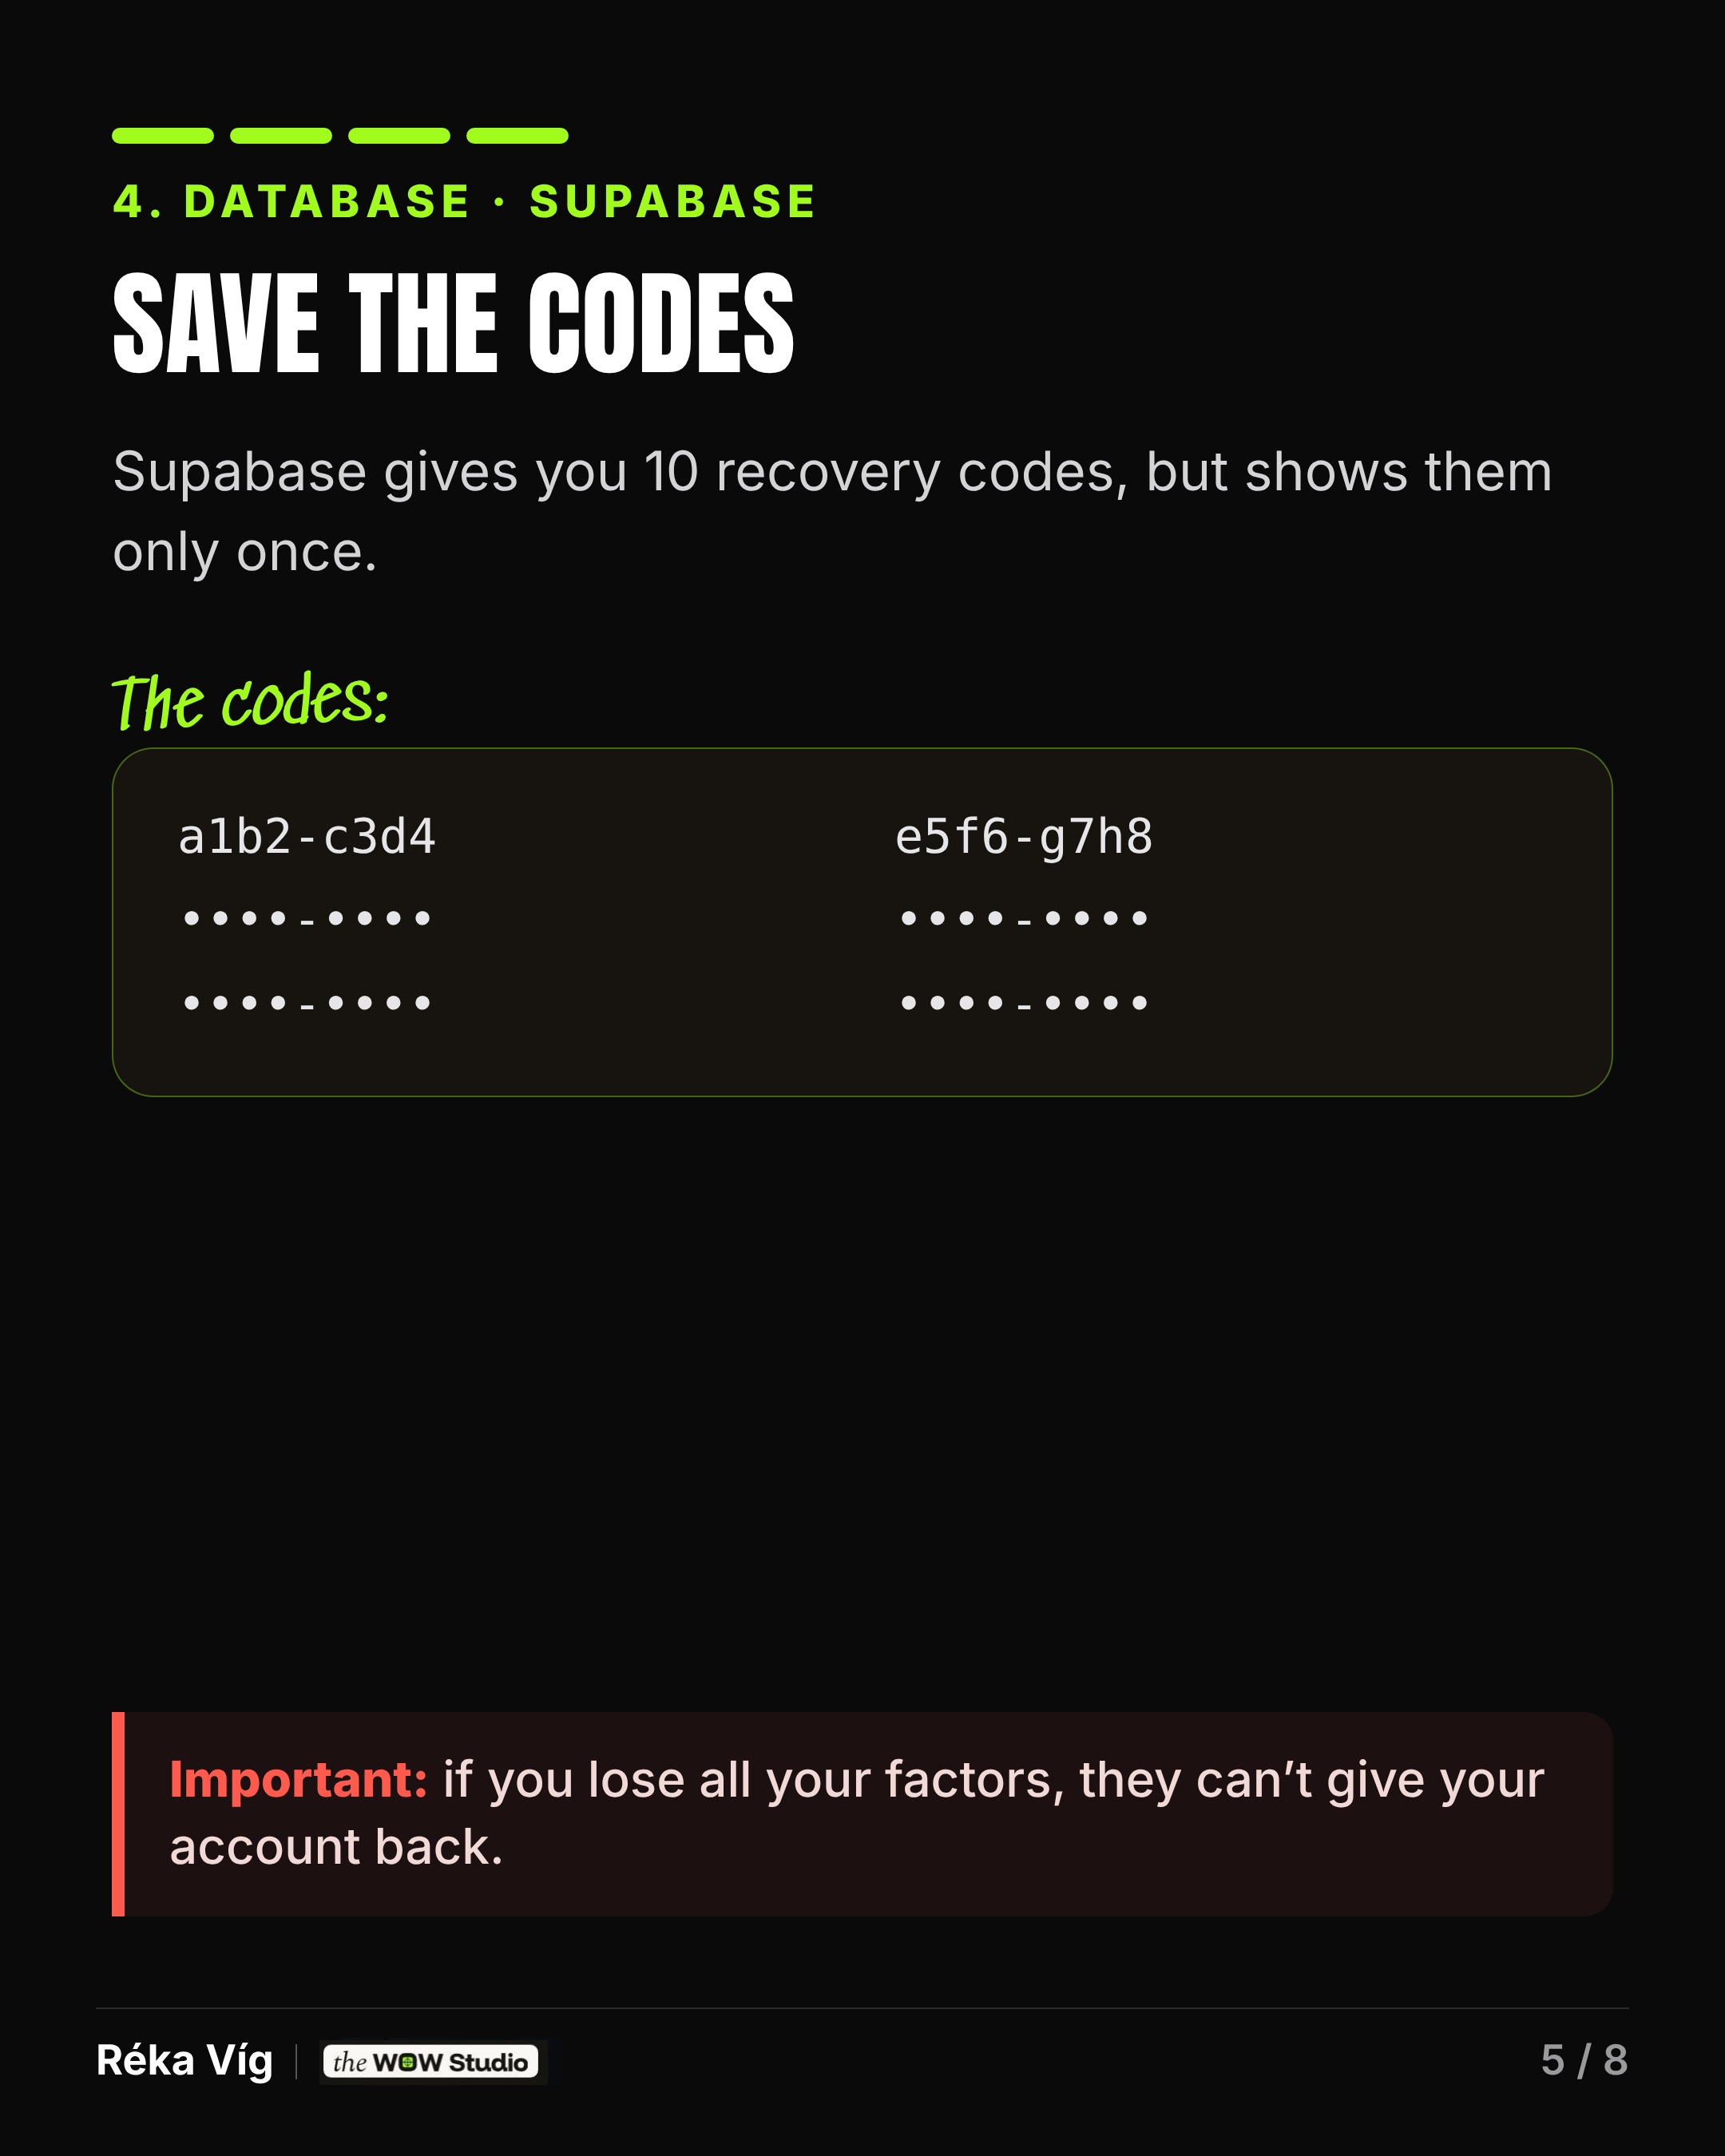 4. DATABASE · SUPABASE
SAVE THE CODES
Supabase gives you 10 recovery codes, but shows them
only once.
The codes:
a1b2-c3d4 e5f6-g7h8
••••-•••• ••••-••••
••••-•••• ••••-••••
Important: if you lose all your factors, they can’t give your
account back.
Réka Víg the WOW Studio 5 / 8